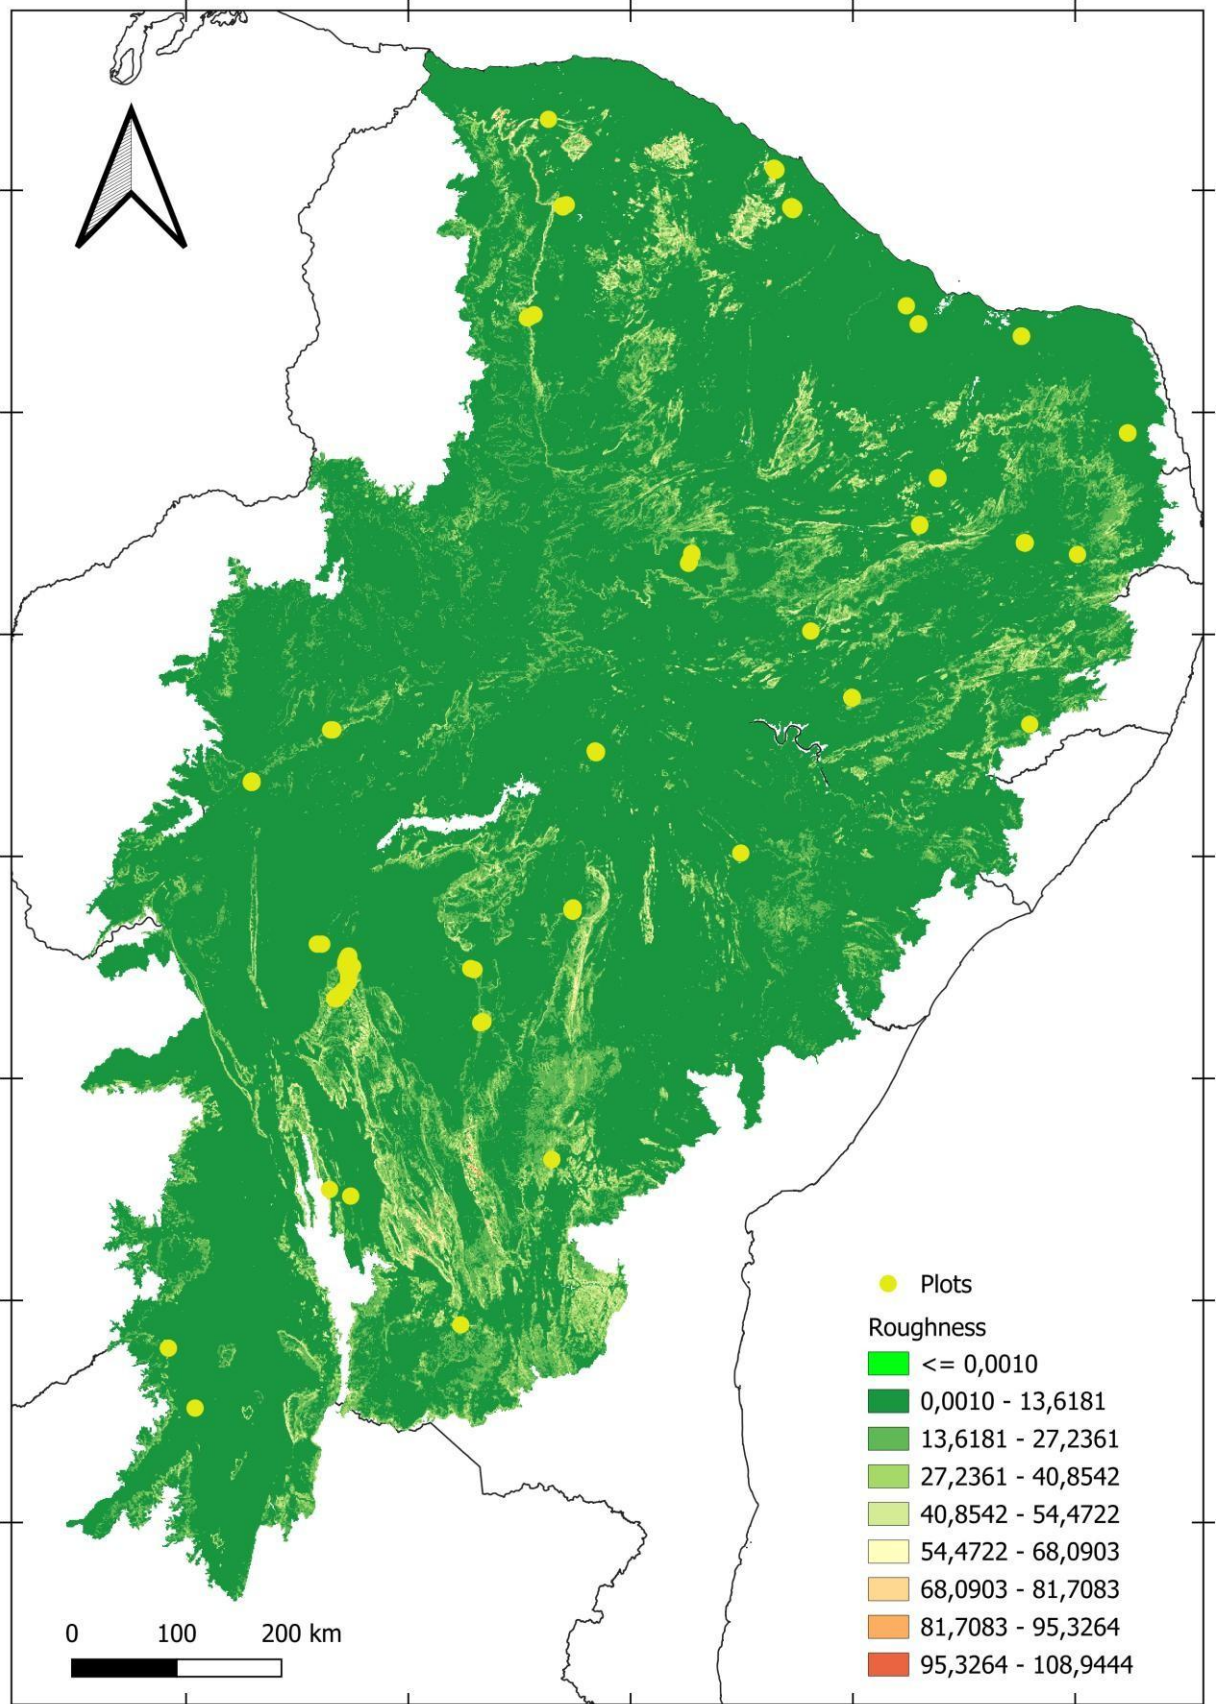 Plots
Roughness
<= 0,0010
0,0010 - 13,6181
13,6181 - 27,2361
27,2361 - 40,8542
40,8542 - 54,4722
54,4722 - 68,0903
68,0903 - 81,7083
81,7083 - 95,3264
95,3264 - 108,9444
0 100 200 km